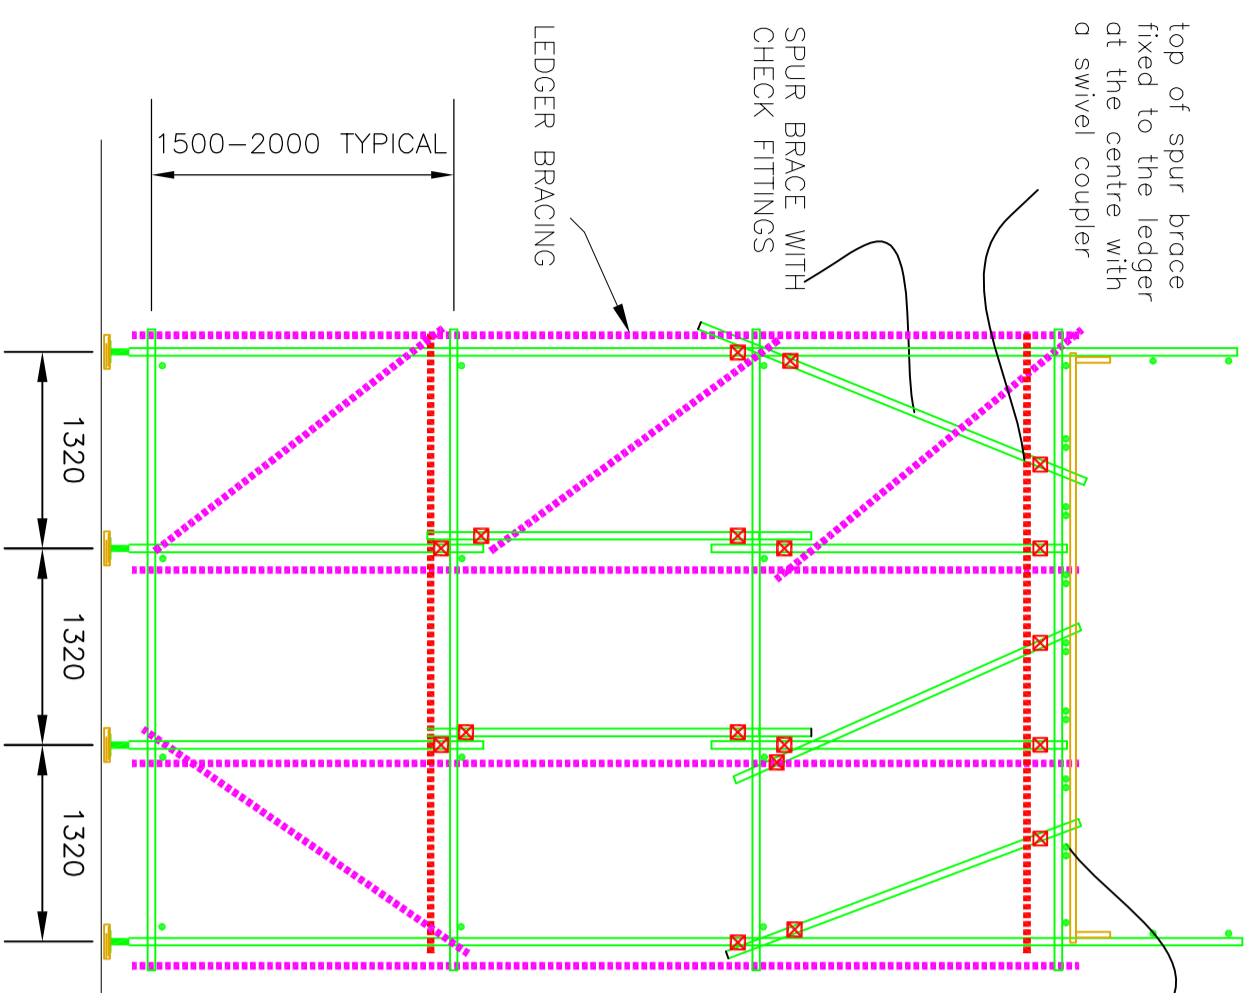 top of spur brace
fixed to the ledger
at the centre with
a swivel coupler
SPUR BRACE WITH
CHECK FITTINGS
LEDGER BRACING
1500-2000 TYPICAL
1320
1320
1320